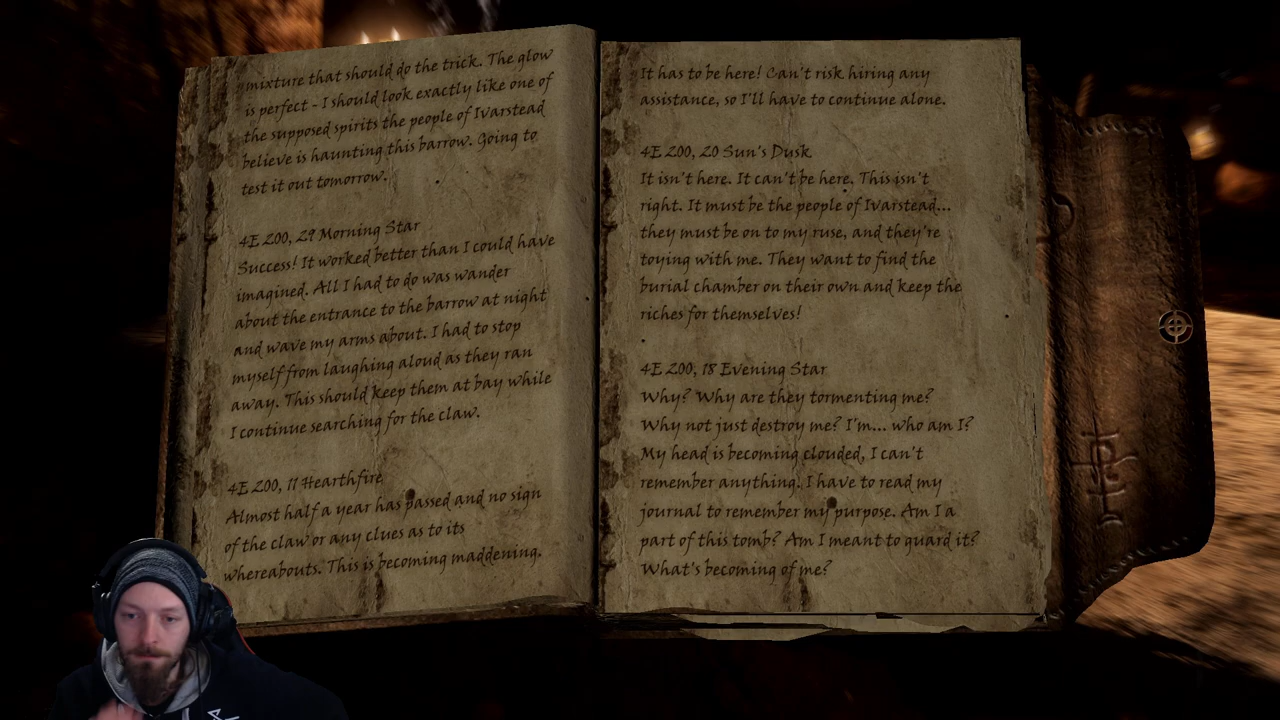 mixture that should do the trick. The glow
is perfect - I should look exactly like one of
the supposed spirits the people of Ivarstead
believe is haunting this barrow. Going to
test it out tomorrow.
4E 200, 29 Morning Star
Success! It worked better than I could have
imagined. All I had to do was wander
about the entrance to the barrow at night
and wave my arms about. I had to stop
myself from laughing aloud as they ran
away. This should keep them at bay while
I continue searching for the claw.
4E 200, 11 Hearthfire
Almost half a year has passed and no sign
of the claw or any clues as to its
whereabouts. This is becoming maddening.
It has to be here! Can't risk hiring any
assistance, so I'll have to continue alone.
4E 200, 20 Sun's Dusk
It isn't here. It can't be here. This isn't
right. It must be the people of Ivarstead...
they must be on to my ruse, and they're
toying with me. They want to find the
burial chamber on their own and keep the
riches for themselves!
4E 200, 18 Evening Star
Why? Why are they tormenting me?
Why not just destroy me? I'm... who am I?
My head is becoming clouded, I can't
remember anything. I have to read my
journal to remember my purpose. Am I a
part of this tomb? Am I meant to guard it?
What's becoming of me?